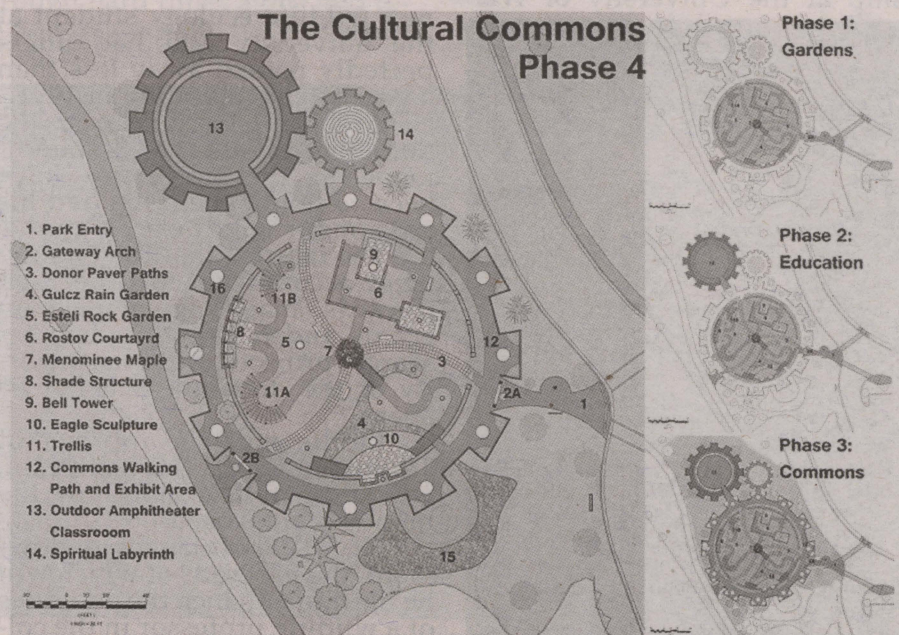 The Cultural Commons
Phase 4
Phase 1:
Gardens
Phase 2:
Education
Phase 3:
Commons
1. Park Entry
2. Gateway Arch
3. Donor Paver Paths
4. Gulcz Rain Garden
5. Esteli Rock Garden
6. Rostov Courtayrd
7. Menominee Maple
8. Shade Structure
9. Bell Tower
10. Eagle Sculpture
11. Trellis
12. Commons Walking
Path and Exhibit Area
13. Outdoor Amphitheater
Classrooom
14. Spiritual Labyrinth
13
14
9
16
11B
6
8
5
7
12
3
11A
2A
1
4
10
2B
15